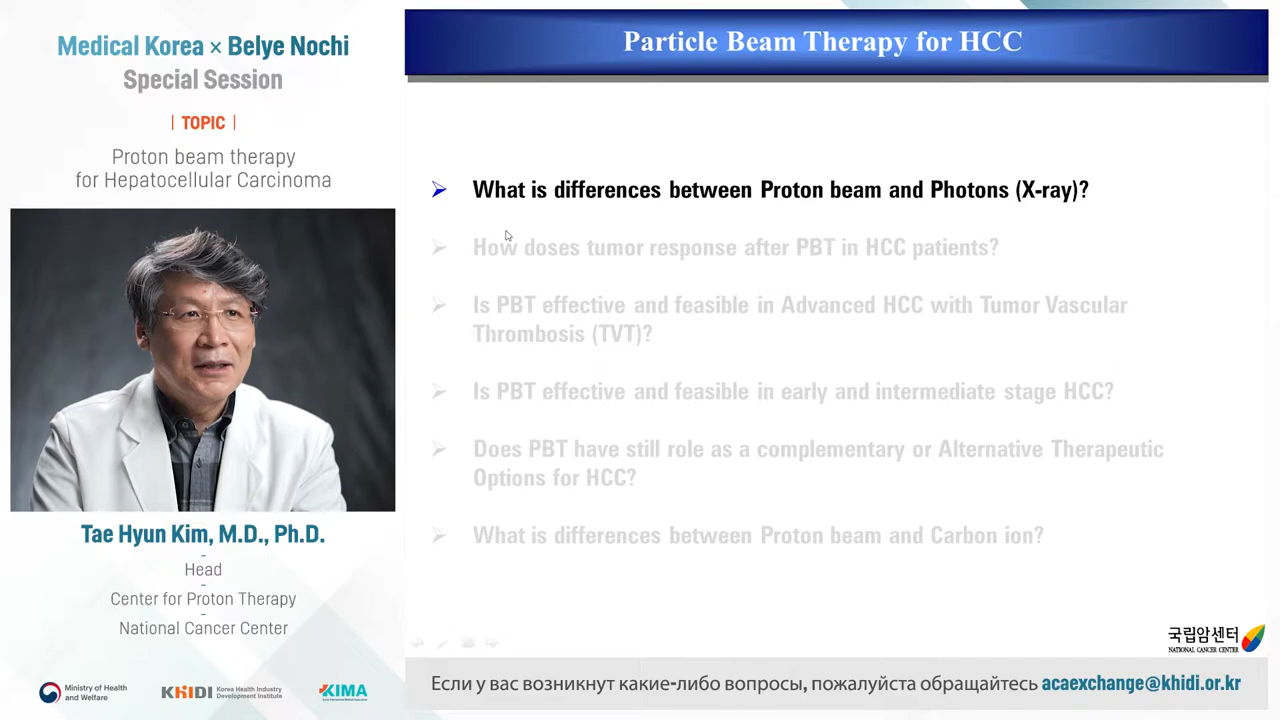 Medical Korea × Belye Nochi
Special Session
| TOPIC |
Proton beam therapy
for Hepatocellular Carcinoma
Tae Hyun Kim, M.D., Ph.D.
Head
Center for Proton Therapy
National Cancer Center
Ministry of Health
and Welfare
KHIDI Korea Health Industry
Development Institute
KIMA
Particle Beam Therapy for HCC
What is differences between Proton beam and Photons (X-ray)?
How doses tumor response after PBT in HCC patients?
Is PBT effective and feasible in Advanced HCC with Tumor Vascular
Thrombosis (TVT)?
Is PBT effective and feasible in early and intermediate stage HCC?
Does PBT have still role as a complementary or Alternative Therapeutic
Options for HCC?
What is differences between Proton beam and Carbon ion?
국립암센터
NATIONAL CANCER CENTER
Если у вас возникнут какие-либо вопросы, пожалуйста обращайтесь acaexchange@khidi.or.kr